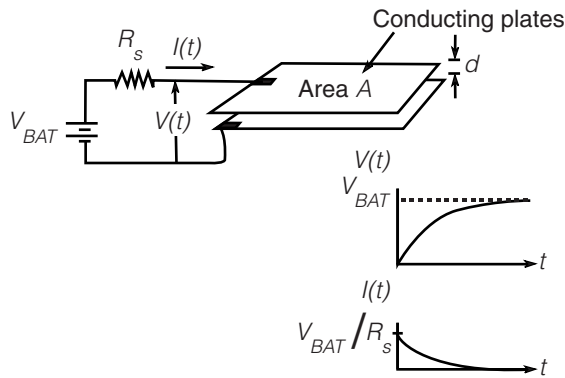 Conducting plates
R_s I(t)
d
Area A
V_BAT V(t)
V(t)
V_BAT
t
I(t)
V_BAT/R_s
t